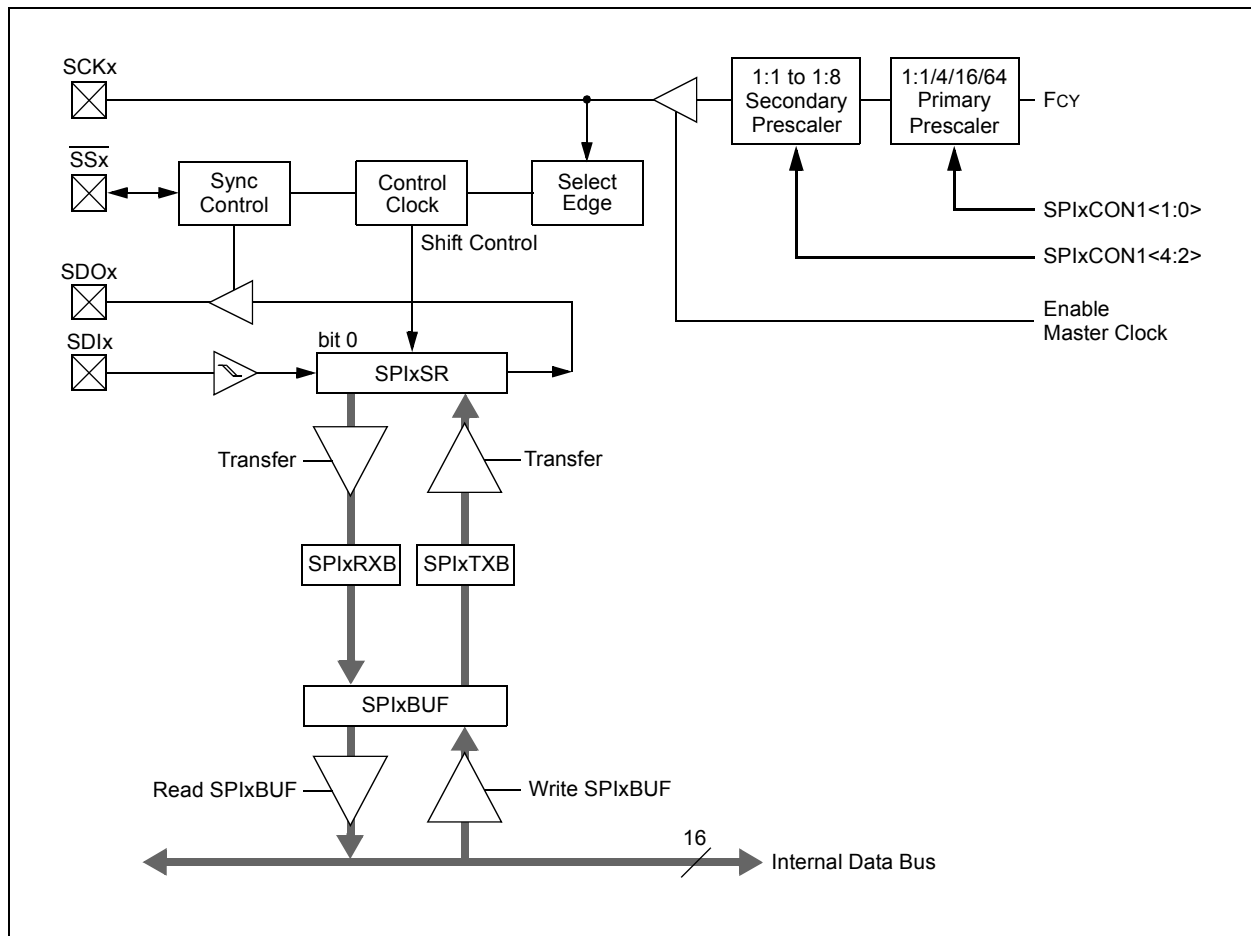 SCKx
1:1 to 1:8
Secondary
Prescaler
1:1/4/16/64
Primary
Prescaler
FCY
SSx
Sync
Control
Control
Clock
Select
Edge
SPIxCON1<1:0>
Shift Control
SPIxCON1<4:2>
SDOx
Enable
Master Clock
SDIx
bit 0
SPIxSR
Transfer
Transfer
SPIxRXB
SPIxTXB
SPIxBUF
Read SPIxBUF
Write SPIxBUF
16
Internal Data Bus